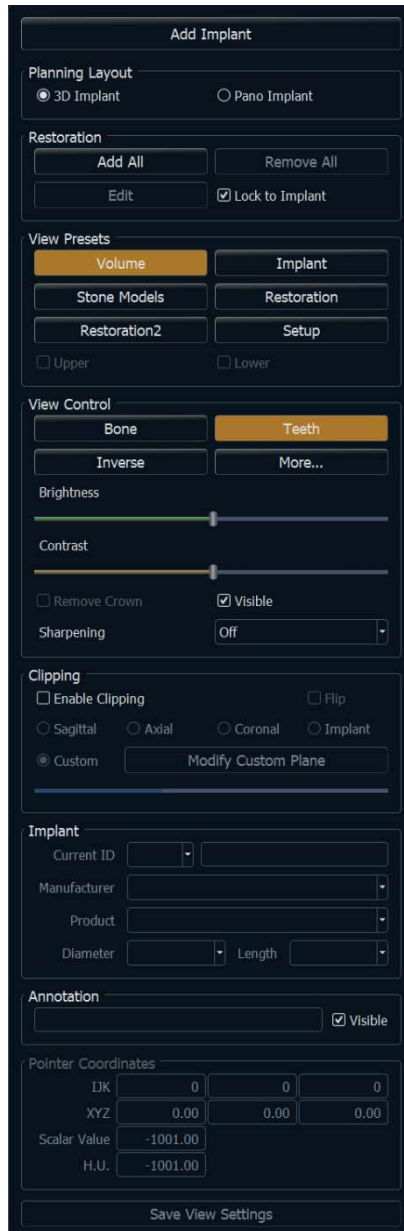 Add Implant
Planning Layout
3D Implant Pano Implant
Restoration
Add All Remove All
Edit Lock to Implant
View Presets
Volume Implant
Stone Models Restoration
Restoration2 Setup
Upper Lower
View Control
Bone Teeth
Inverse More...
Brightness
Contrast
Remove Crown Visible
Sharpening Off
Clipping
Enable Clipping Flip
Sagittal Axial Coronal Implant
Custom Modify Custom Plane
Implant
Current ID
Manufacturer
Product
Diameter Length
Annotation
Visible
Pointer Coordinates
IJK 0 0 0
XYZ 0.00 0.00 0.00
Scalar Value -1001.00
H.U. -1001.00
Save View Settings